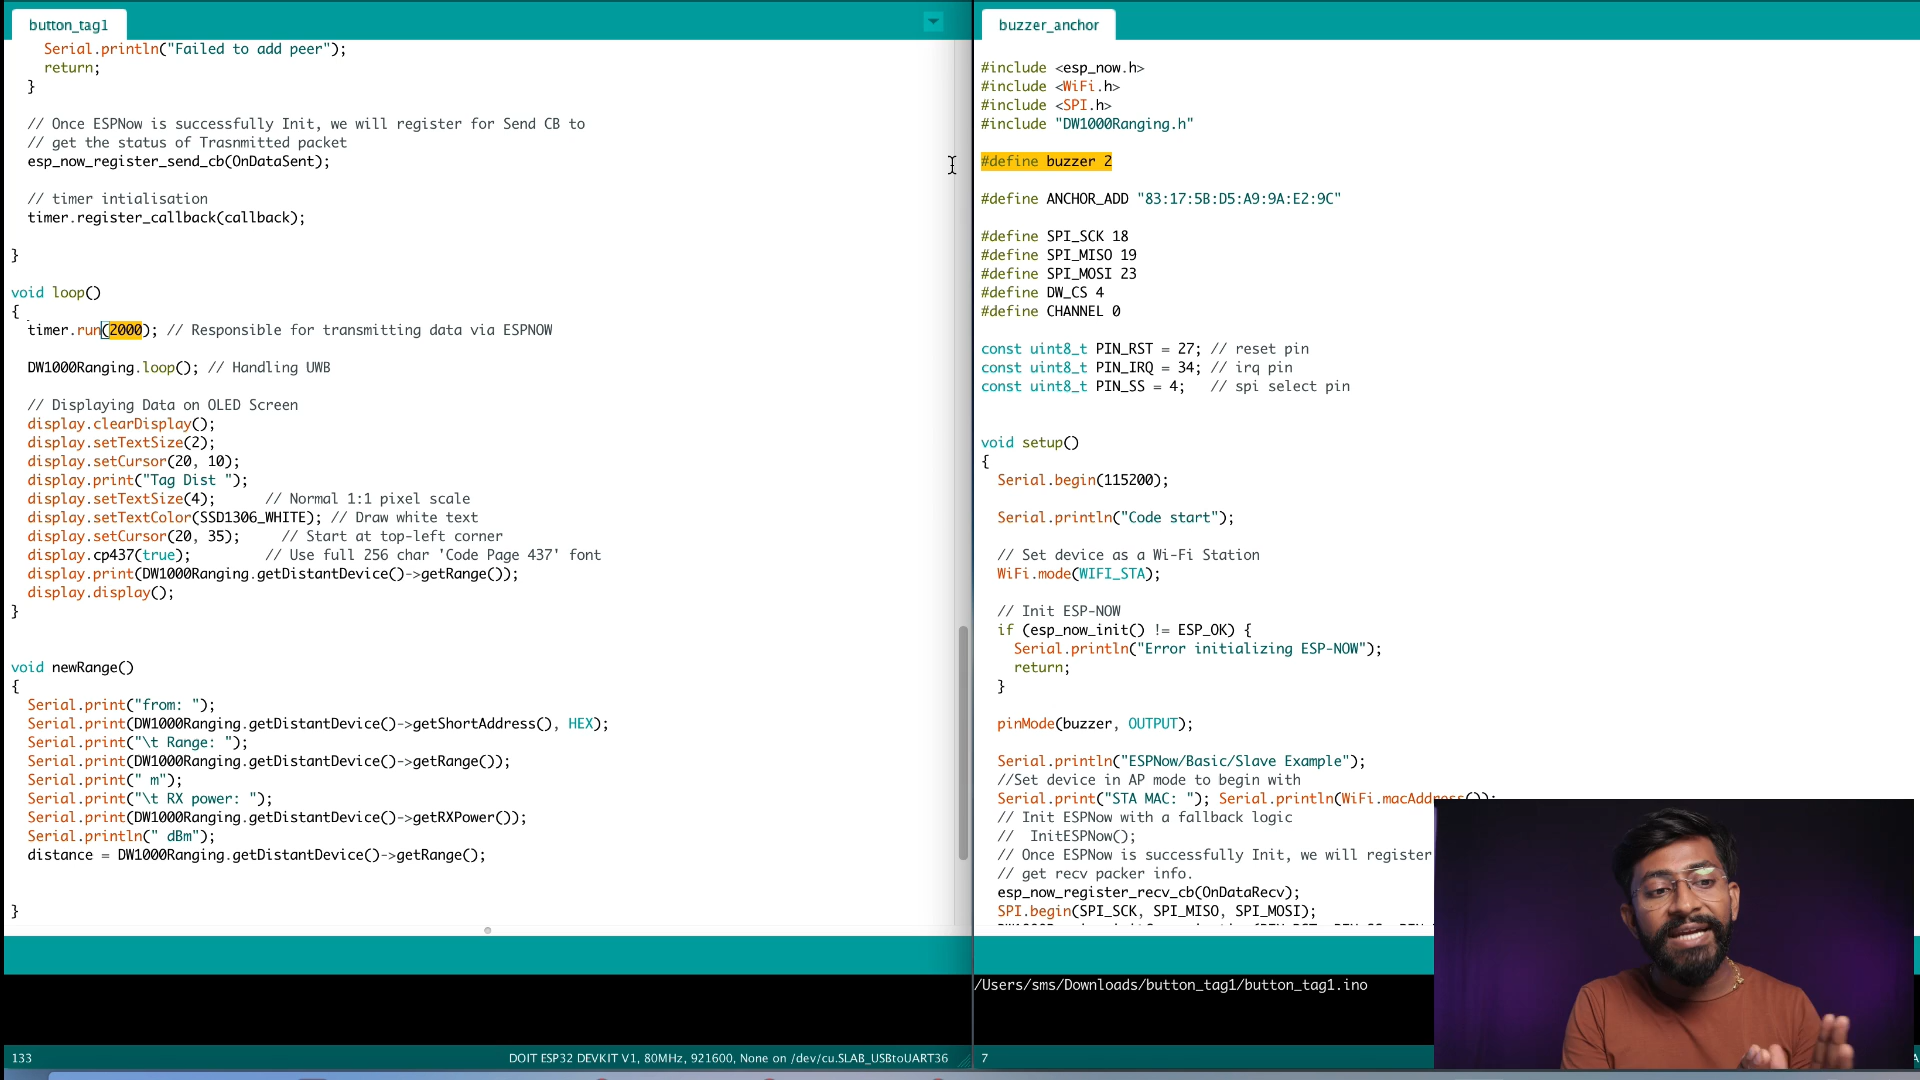 button_tag1
Serial.println("Failed to add peer");
return;
}
// Once ESPNow is successfully Init, we will register for Send CB to
// get the status of Trasnmitted packet
esp_now_register_send_cb(OnDataSent);
// timer intialisation
timer.register_callback(callback);
}
void loop()
{
timer.run(2000); // Responsible for transmitting data via ESPNOW
DW1000Ranging.loop(); // Handling UWB
// Displaying Data on OLED Screen
display.clearDisplay();
display.setTextSize(2);
display.setCursor(20, 10);
display.print("Tag Dist ");
display.setTextSize(4);      // Normal 1:1 pixel scale
display.setTextColor(SSD1306_WHITE); // Draw white text
display.setCursor(20, 35);     // Start at top-left corner
display.cp437(true);         // Use full 256 char 'Code Page 437' font
display.print(DW1000Ranging.getDistantDevice()->getRange());
display.display();
}
void newRange()
{
Serial.print("from: ");
Serial.print(DW1000Ranging.getDistantDevice()->getShortAddress(), HEX);
Serial.print("\t Range: ");
Serial.print(DW1000Ranging.getDistantDevice()->getRange());
Serial.print(" m");
Serial.print("\t RX power: ");
Serial.print(DW1000Ranging.getDistantDevice()->getRXPower());
Serial.println(" dBm");
distance = DW1000Ranging.getDistantDevice()->getRange();
}
133
DOIT ESP32 DEVKIT V1, 80MHz, 921600, None on /dev/cu.SLAB_USBtoUART36
buzzer_anchor
#include <esp_now.h>
#include <WiFi.h>
#include <SPI.h>
#include "DW1000Ranging.h"
#define buzzer 2
#define ANCHOR_ADD "83:17:5B:D5:A9:9A:E2:9C"
#define SPI_SCK 18
#define SPI_MISO 19
#define SPI_MOSI 23
#define DW_CS 4
#define CHANNEL 0
const uint8_t PIN_RST = 27; // reset pin
const uint8_t PIN_IRQ = 34; // irq pin
const uint8_t PIN_SS = 4;   // spi select pin
void setup()
{
Serial.begin(115200);
Serial.println("Code start");
// Set device as a Wi-Fi Station
WiFi.mode(WIFI_STA);
// Init ESP-NOW
if (esp_now_init() != ESP_OK) {
Serial.println("Error initializing ESP-NOW");
return;
}
pinMode(buzzer, OUTPUT);
Serial.println("ESPNow/Basic/Slave Example");
//Set device in AP mode to begin with
Serial.print("STA MAC: "); Serial.println(WiFi.macAddress());
// Init ESPNow with a fallback logic
//  InitESPNow();
// Once ESPNow is successfully Init, we will register
// get recv packer info.
esp_now_register_recv_cb(OnDataRecv);
SPI.begin(SPI_SCK, SPI_MISO, SPI_MOSI);
/Users/sms/Downloads/button_tag1/button_tag1.ino
7